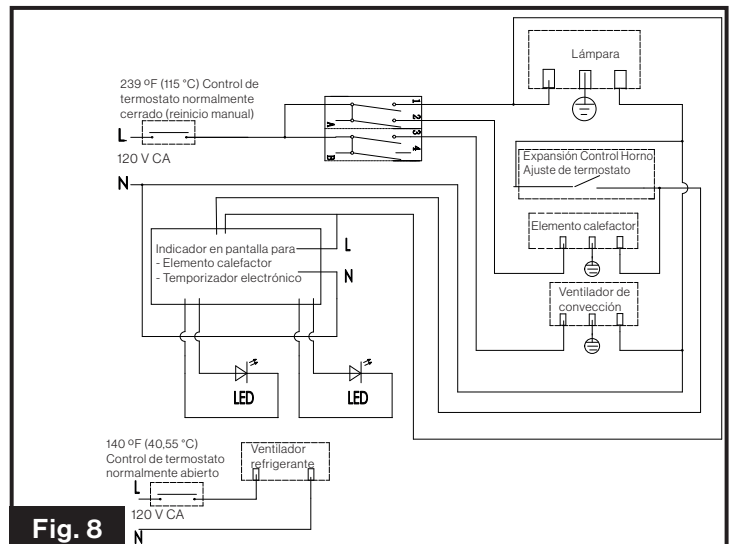 239 ºF (115 °C) Control de
termostato normalmente
cerrado (reinicio manual)
L
120 V CA
N
A
B
1
2
3
4
Lámpara
Expansión Control Horno
Ajuste de termostato
Elemento calefactor
Ventilador de
convección
Indicador en pantalla para
- Elemento calefactor
- Temporizador electrónico
L
N
LED
LED
140 ºF (40,55 °C)
Control de termostato
normalmente abierto
L
120 V CA
N
Ventilador
refrigerante
Fig. 8